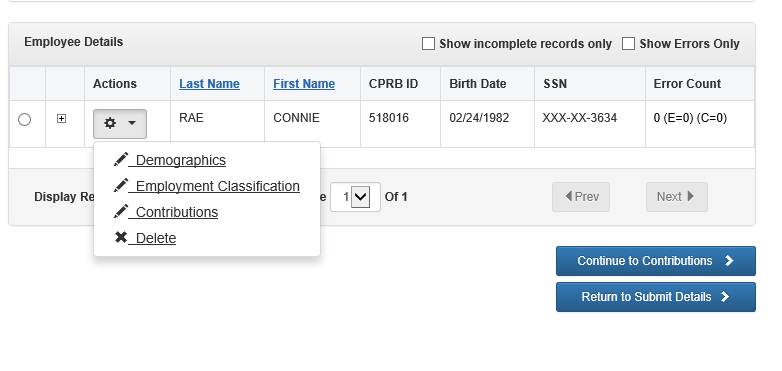 Employee Details
Show incomplete records only Show Errors Only
Actions Last Name First Name CPRB ID Birth Date SSN Error Count
RAE CONNIE 518016 02/24/1982 XXX-XX-3634 0 (E=0) (C=0)
Demographics
Employment Classification
Contributions
Delete
Display 1 Of 1 Prev Next
Continue to Contributions
Return to Submit Details